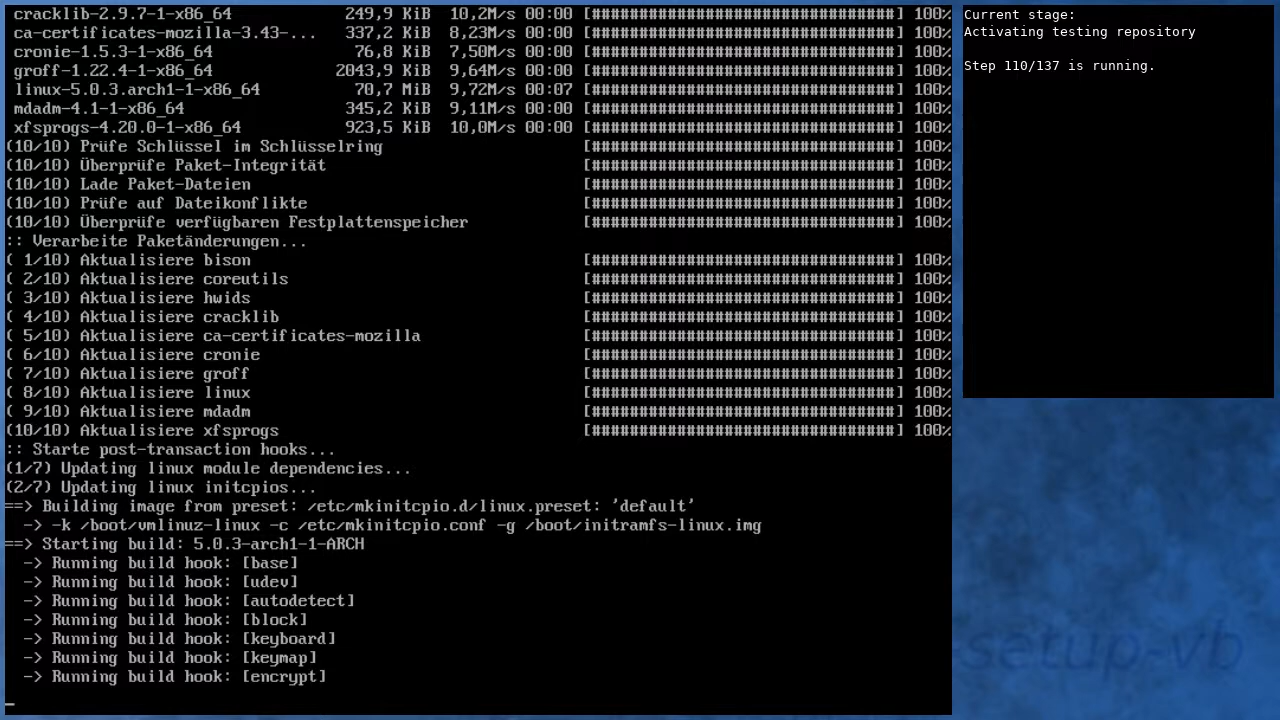 cracklib-2.9.7-1-x86_64 249,9 KiB 10,2M/s 00:00 [################################] 100%
ca-certificates-mozilla-3.43-... 337,2 KiB 8,23M/s 00:00 [################################] 100%
cronie-1.5.3-1-x86_64 76,8 KiB 7,50M/s 00:00 [################################] 100%
groff-1.22.4-1-x86_64 2043,9 KiB 9,64M/s 00:00 [################################] 100%
linux-5.0.3.arch1-1-x86_64 70,7 MiB 9,72M/s 00:07 [################################] 100%
mdadm-4.1-1-x86_64 345,2 KiB 9,11M/s 00:00 [################################] 100%
xfsprogs-4.20.0-1-x86_64 923,5 KiB 10,0M/s 00:00 [################################] 100%
(10/10) Prüfe Schlüssel im Schlüsselring [################################] 100%
(10/10) Überprüfe Paket-Integrität [################################] 100%
(10/10) Lade Paket-Dateien [################################] 100%
(10/10) Prüfe auf Dateikonflikte [################################] 100%
(10/10) Überprüfe verfügbaren Festplattenspeicher [################################] 100%
:: Verarbeite Paketänderungen...
( 1/10) Aktualisiere bison [################################] 100%
( 2/10) Aktualisiere coreutils [################################] 100%
( 3/10) Aktualisiere hwids [################################] 100%
( 4/10) Aktualisiere cracklib [################################] 100%
( 5/10) Aktualisiere ca-certificates-mozilla [################################] 100%
( 6/10) Aktualisiere cronie [################################] 100%
( 7/10) Aktualisiere groff [################################] 100%
( 8/10) Aktualisiere linux [################################] 100%
( 9/10) Aktualisiere mdadm [################################] 100%
(10/10) Aktualisiere xfsprogs [################################] 100%
:: Starte post-transaction hooks...
(1/7) Updating linux module dependencies...
(2/7) Updating linux initcpios...
==> Building image from preset: /etc/mkinitcpio.d/linux.preset: 'default'
-> -k /boot/vmlinuz-linux -c /etc/mkinitcpio.conf -g /boot/initramfs-linux.img
==> Starting build: 5.0.3-arch1-1-ARCH
-> Running build hook: [base]
-> Running build hook: [udev]
-> Running build hook: [autodetect]
-> Running build hook: [block]
-> Running build hook: [keyboard]
-> Running build hook: [keymap]
-> Running build hook: [encrypt]
_
Current stage:
Activating testing repository
Step 110/137 is running.
-setup-vb